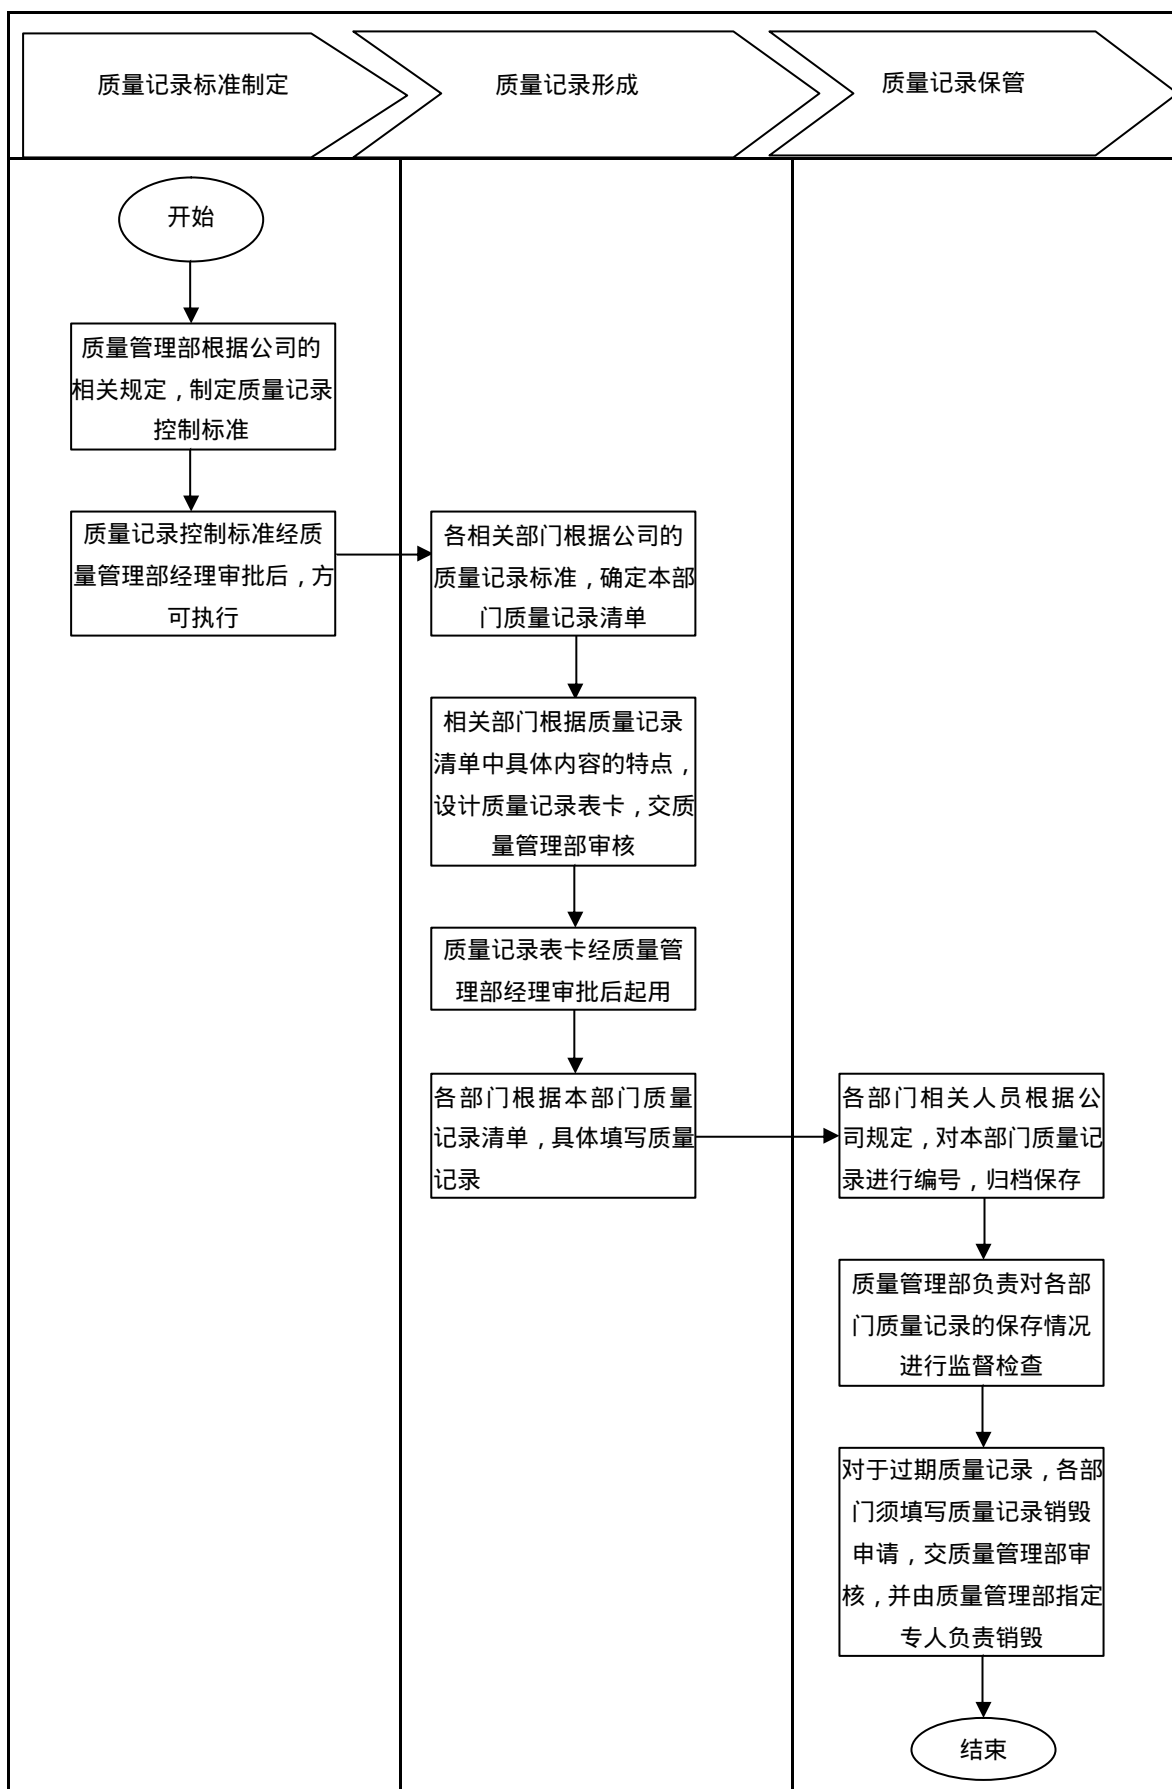 质量记录标准制定
质量记录形成
质量记录保管
开始
质量管理部根据公司的
相关规定，制定质量记录
控制标准
质量记录控制标准经质
量管理部经理审批后，方
可执行
各相关部门根据公司的
质量记录标准，确定本部
门质量记录清单
相关部门根据质量记录
清单中具体内容的特点，
设计质量记录表卡，交质
量管理部审核
质量记录表卡经质量管
理部经理审批后起用
各部门根据本部门质量
记录清单，具体填写质量
记录
各部门相关人员根据公
司规定，对本部门质量记
录进行编号，归档保存
质量管理部负责对各部
门质量记录的保存情况
进行监督检查
对于过期质量记录，各部
门须填写质量记录销毁
申请，交质量管理部审
核，并由质量管理部指定
专人负责销毁
结束